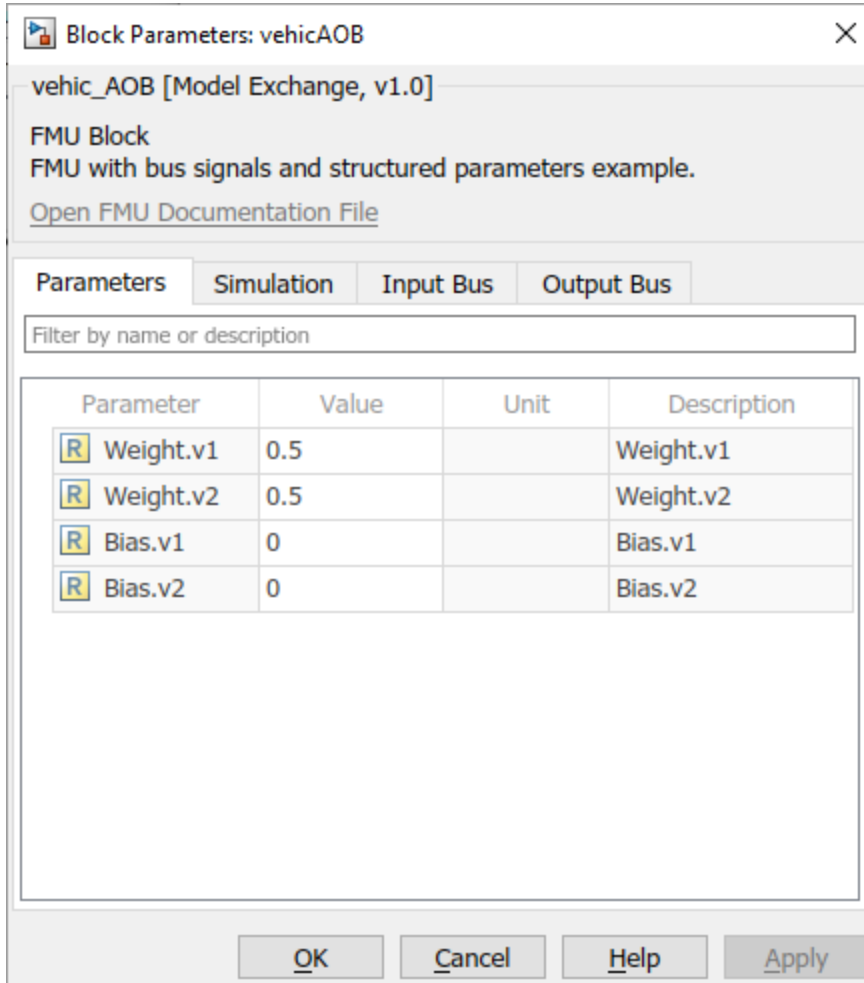 Block Parameters: vehicAOB
vehic_AOB [Model Exchange, v1.0]
FMU Block
FMU with bus signals and structured parameters example.
Open FMU Documentation File
Parameters Simulation Input Bus Output Bus
Filter by name or description
Parameter Value Unit Description
R Weight.v1 0.5 Weight.v1
R Weight.v2 0.5 Weight.v2
R Bias.v1 0 Bias.v1
R Bias.v2 0 Bias.v2
OK Cancel Help Apply